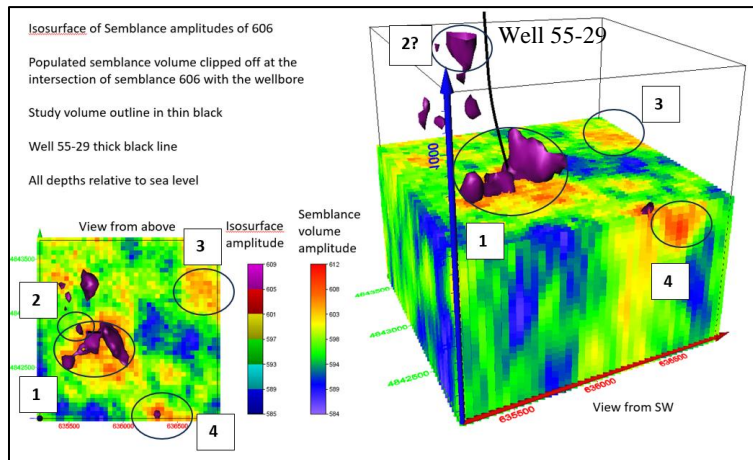 Isosurface of Semblance amplitudes of 606
Populated semblance volume clipped off at the
intersection of semblance 606 with the wellbore
Study volume outline in thin black
Well 55-29 thick black line
All depths relative to sea level
View from above
3
2
1
4
4843500
4842500
635500
636000
636500
Isosurface
amplitude
609
605
601
597
593
589
585
Semblance
volume
amplitude
612
608
603
598
594
589
584
2?
Well 55-29
3
1000
1
4
4843500
4843000
4842500
635500
636000
636500
View from SW